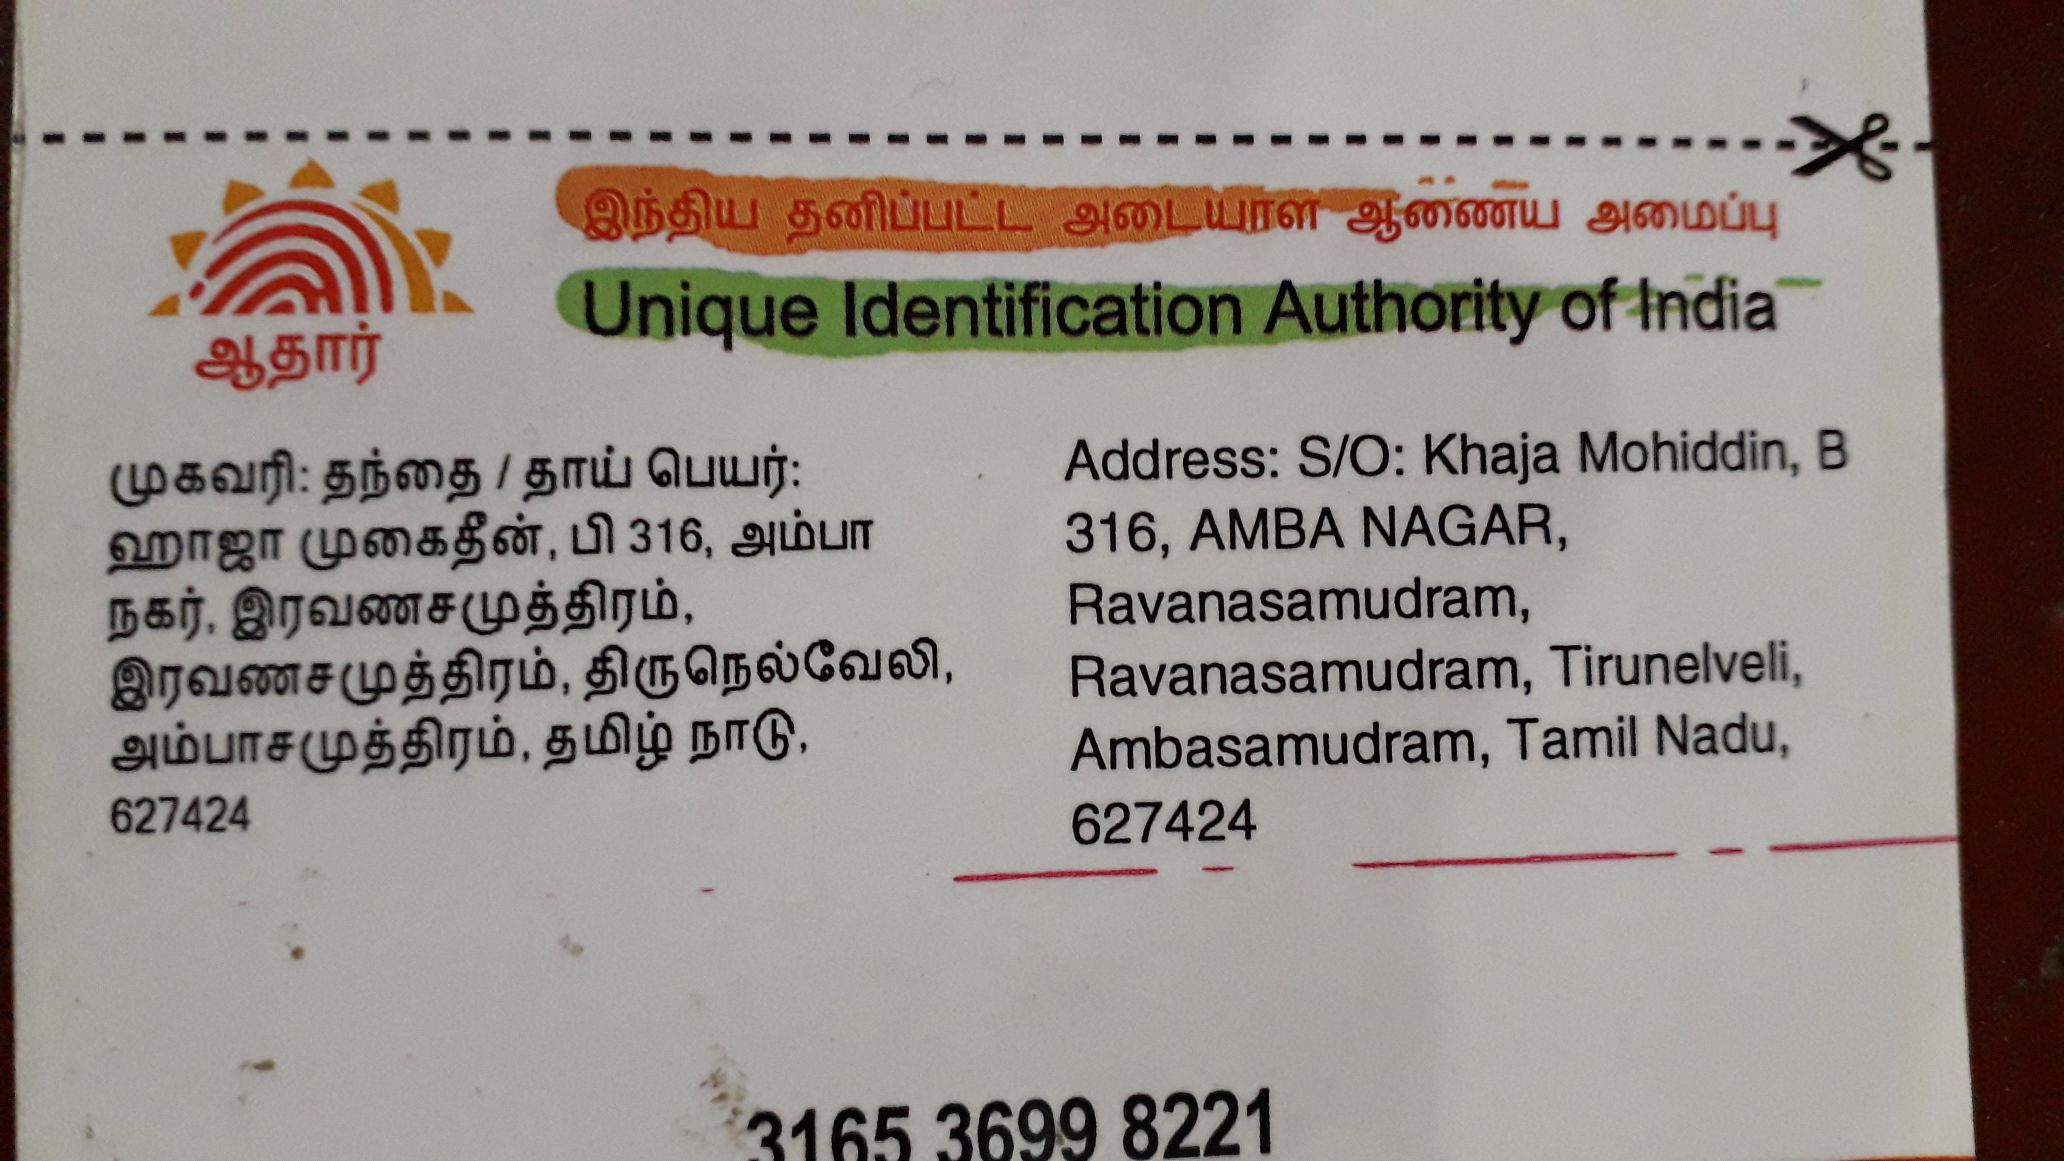 ஆதார்
இந்திய தனிப்பட்ட அடையாள ஆணைய அமைப்பு
Unique Identification Authority of India
முகவரி: தந்தை / தாய் பெயர்:
ஹாஜா முகைதீன், பி 316, அம்பா
நகர், இரவணசமுத்திரம்,
இரவணசமுத்திரம், திருநெல்வேலி,
அம்பாசமுத்திரம், தமிழ் நாடு,
627424
Address: S/O: Khaja Mohiddin, B
316, AMBA NAGAR,
Ravanasamudram,
Ravanasamudram, Tirunelveli,
Ambasamudram, Tamil Nadu,
627424
3165 3699 8221